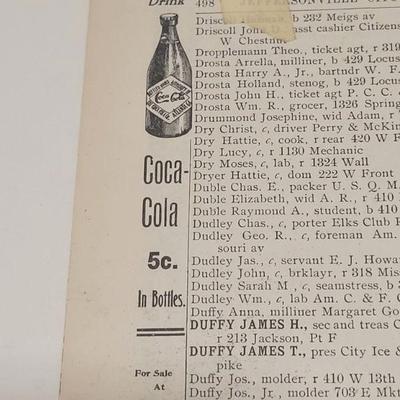 Drink
498 JEFFERSONVILLE CITY
Driscoll Barbara, b 232 Meigs av
Driscoll John D, asst cashier Citizens
W Chestnut
Dropplemann Theo., ticket agt, r 319
Drosta Arrella, milliner, b 429 Locus
Drosta Harry A., Jr., bartndr W. F.
Drosta Holland, stenog, b 429 Locus
Drosta John H., ticket agt P. C. C. &
Drosta Wm. R., grocer, 1326 Spring
Drummond Josephine, wid Adam, r 7
Dry Christ, c, driver Perry & McKin
Dry Hattie, c, cook, r rear 420 W F
Dry Lucy, c, r 1130 Mechanic
Dry Moses, c, lab, r 1324 Wall
Dryer Hattie, c, dom 222 W Front
Duble Chas. E., packer U. S. Q. M.
Duble Elizabeth, wid A. R., r 410
Duble Raymond A., student, b 410
Dudley Chas., c, porter Elks Club R
Dudley Geo. R., c, foreman Am.
souri av
Dudley Jas., c, servant E. J. Howar
Dudley John, c, brklayr, r 318 Miss
Dudley Sarah M , c, seamstress, b 3
Dudley Wm., c, lab Am. C. & F. C
Duffy Anna, milliner Margaret Go
DUFFY JAMES H., sec and treas C
r 213 Jackson, Pt F
DUFFY JAMES T., pres City Ice &
pike
Duffy Jos., molder, r 410 W 13th
Duffy Jos., Jr., molder 703 E Mkt
Coca-Cola
Coca-
Cola
5c.
In Bottles.
For Sale
At